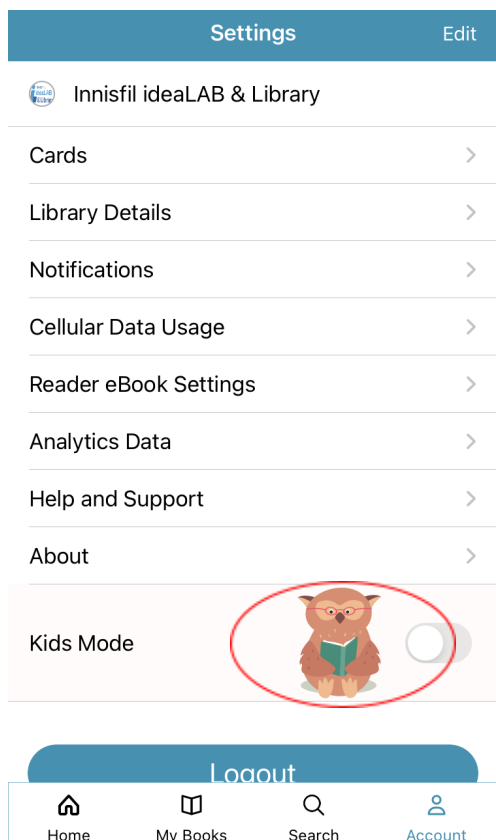 Settings
Edit
Innisfil ideaLAB & Library
Cards
Library Details
Notifications
Cellular Data Usage
Reader eBook Settings
Analytics Data
Help and Support
About
Kids Mode
Logout
Home
My Books
Search
Account